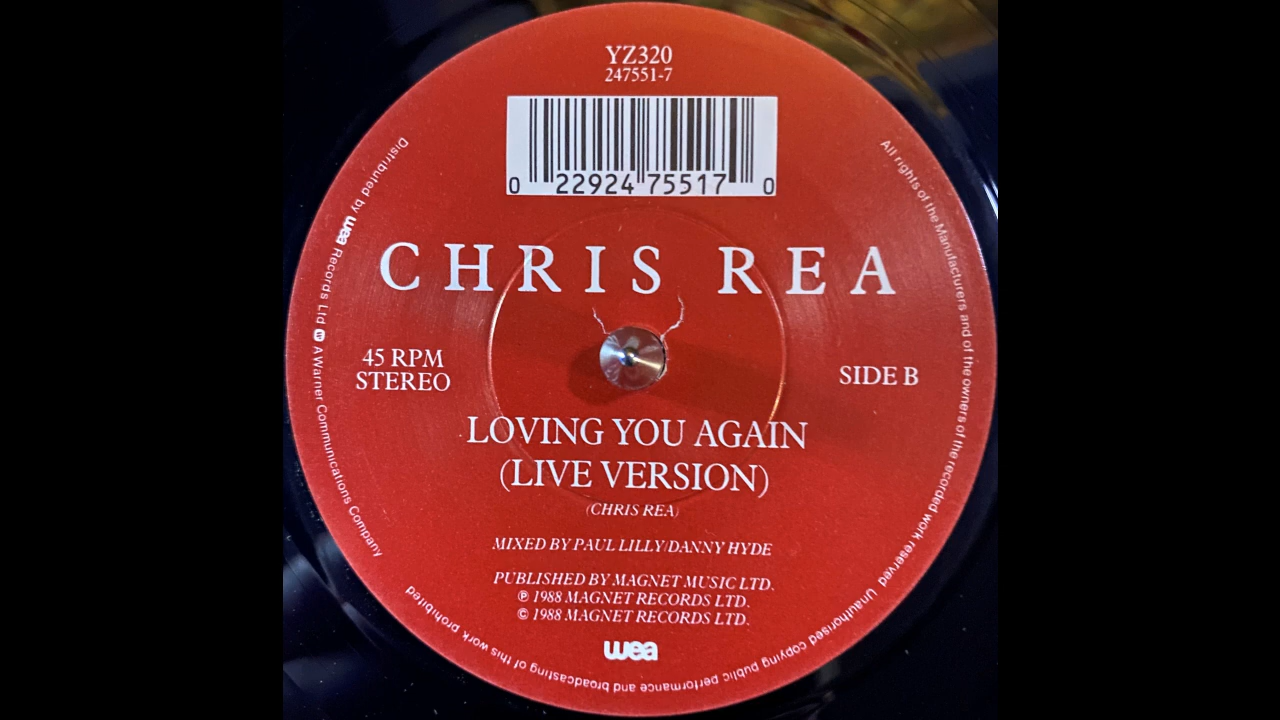 YZ320
247551-7
0 22924 75517 0
CHRIS REA
45 RPM
STEREO
SIDE B
LOVING YOU AGAIN
(LIVE VERSION)
(CHRIS REA)
MIXED BY PAUL LILLY/DANNY HYDE
PUBLISHED BY MAGNET MUSIC LTD.
℗ 1988 MAGNET RECORDS LTD.
© 1988 MAGNET RECORDS LTD.
wea
Distributed by wea Records Ltd. A Warner Communications Company
All rights of the Manufacturers and of the owners of the recorded work reserved Unauthorised copying public performance and broadcasting of this work prohibited